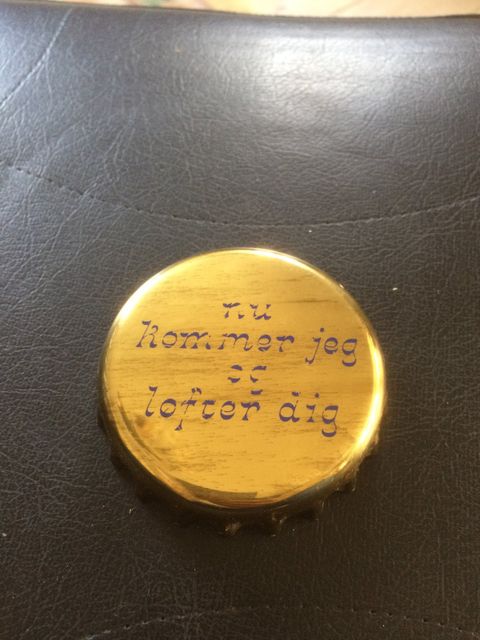 nu
kommer jeg
og
løfter dig